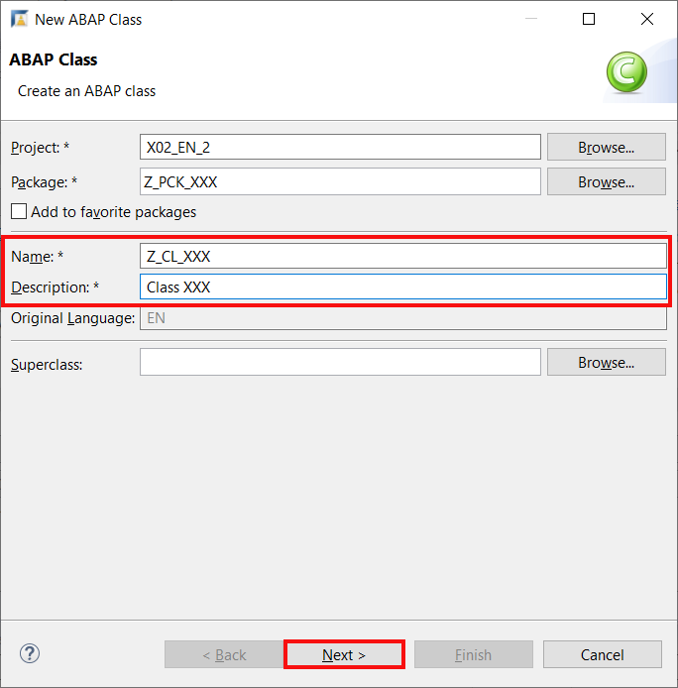 New ABAP Class
ABAP Class
Create an ABAP class
C
Project: * X02_EN_2 Browse...
Package: * Z_PCK_XXX Browse...
Add to favorite packages
Name: * Z_CL_XXX
Description: * Class XXX
Original Language: EN
Superclass: Browse...
? < Back Next > Finish Cancel